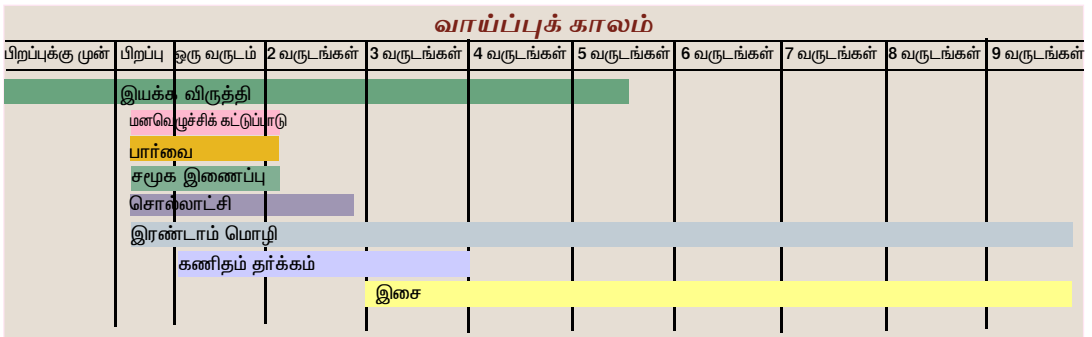 வாய்ப்புக் காலம்
பிறப்புக்கு முன் பிறப்பு ஒரு வருடம் 2 வருடங்கள் 3 வருடங்கள் 4 வருடங்கள் 5 வருடங்கள் 6 வருடங்கள் 7 வருடங்கள் 8 வருடங்கள் 9 வருடங்கள்
இயக்க விருத்தி
மனவெழுச்சிக் கட்டுப்பாடு
பார்வை
சமூக இணைப்பு
சொல்லாட்சி
இரண்டாம் மொழி
கணிதம் தர்க்கம்
இசை